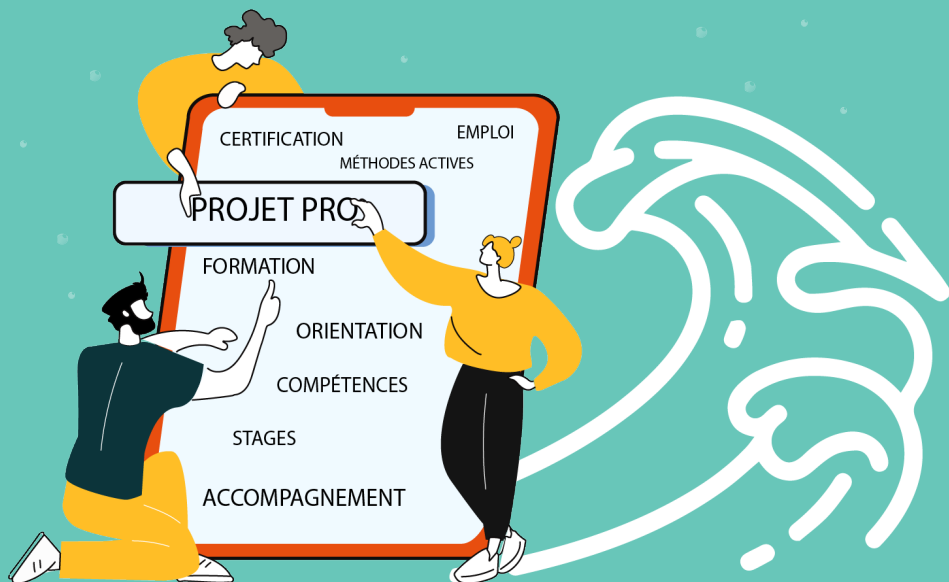 CERTIFICATION
EMPLOI
MÉTHODES ACTIVES
PROJET PRO
FORMATION
ORIENTATION
COMPÉTENCES
STAGES
ACCOMPAGNEMENT